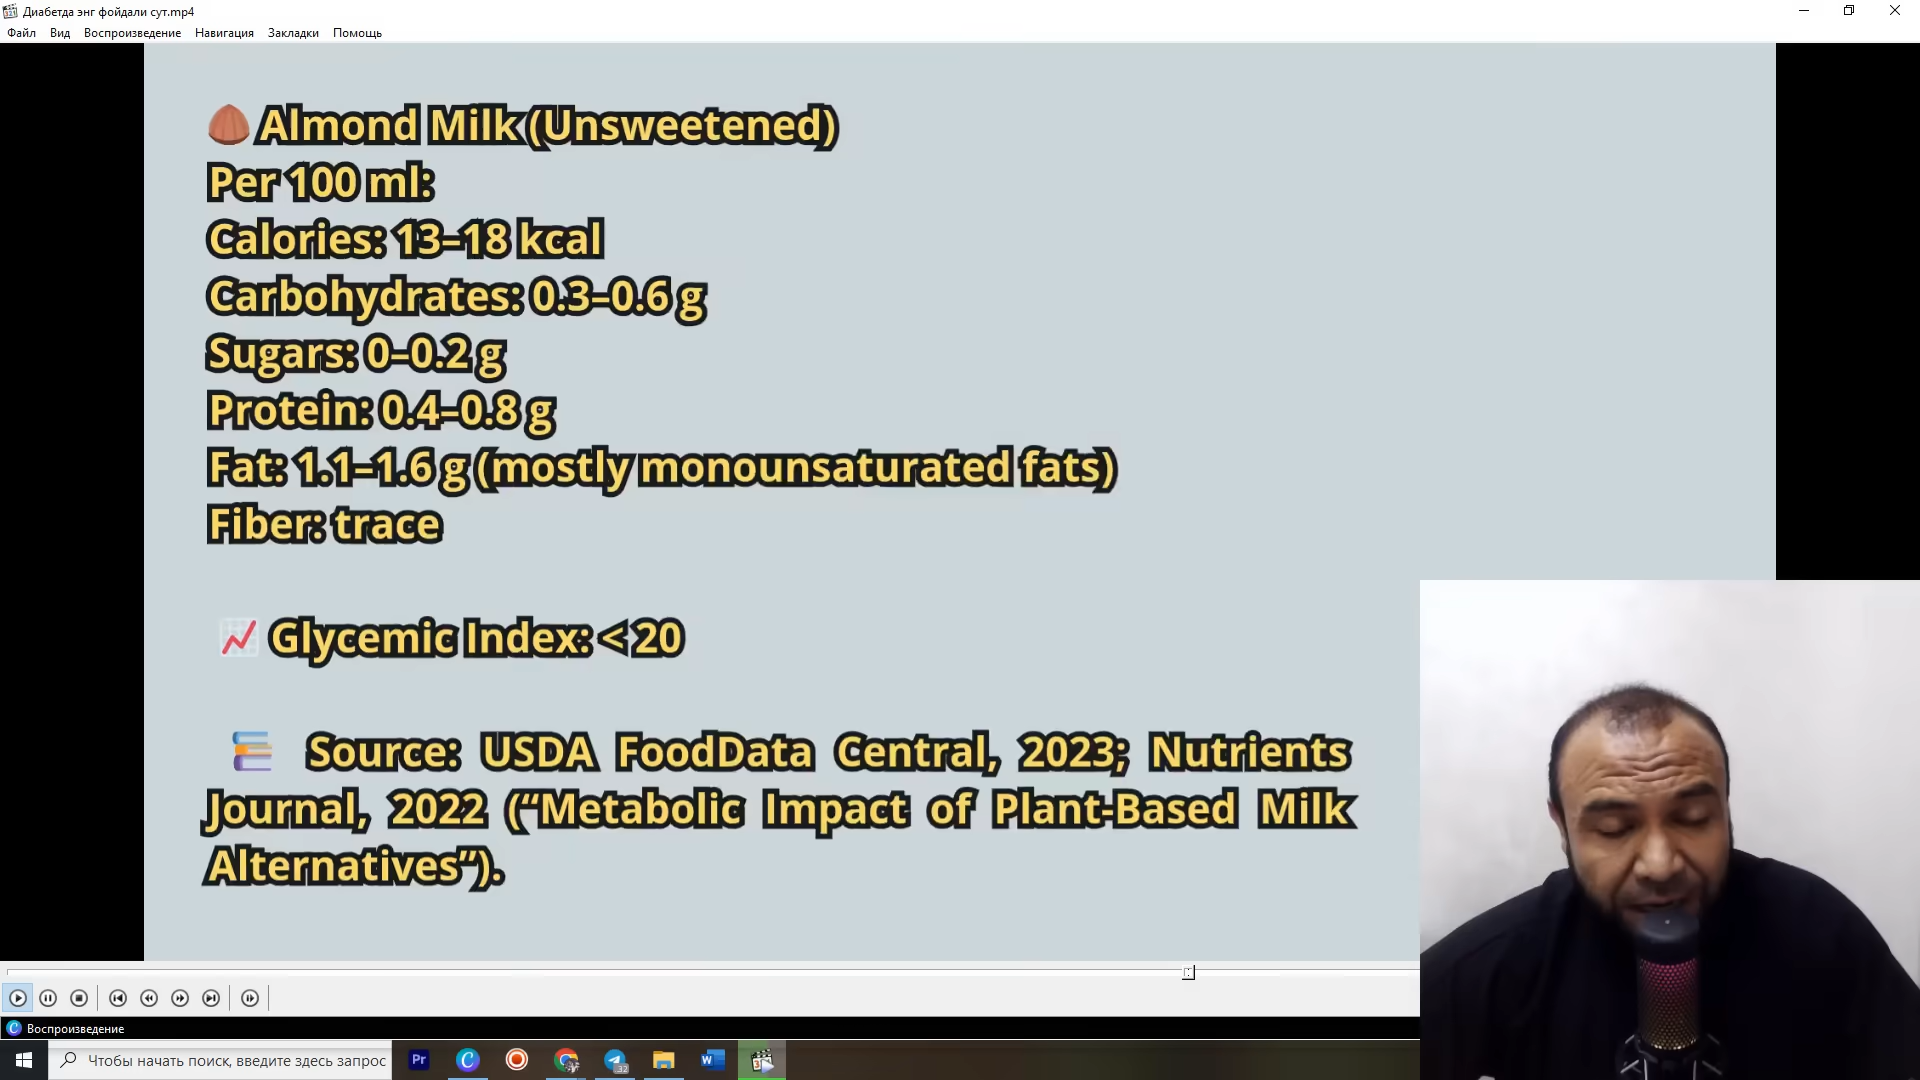 Диабетда энг фойдали сут.mp4
Файл Вид Воспроизведение Навигация Закладки Помощь
Almond Milk (Unsweetened)
Per 100 ml:
Calories: 13–18 kcal
Carbohydrates: 0.3–0.6 g
Sugars: 0–0.2 g
Protein: 0.4–0.8 g
Fat: 1.1–1.6 g (mostly monounsaturated fats)
Fiber: trace
Glycemic Index: < 20
Source: USDA FoodData Central, 2023; Nutrients
Journal, 2022 (“Metabolic Impact of Plant-Based Milk
Alternatives”).
Воспроизведение
Чтобы начать поиск, введите здесь запрос
Pr
32
W